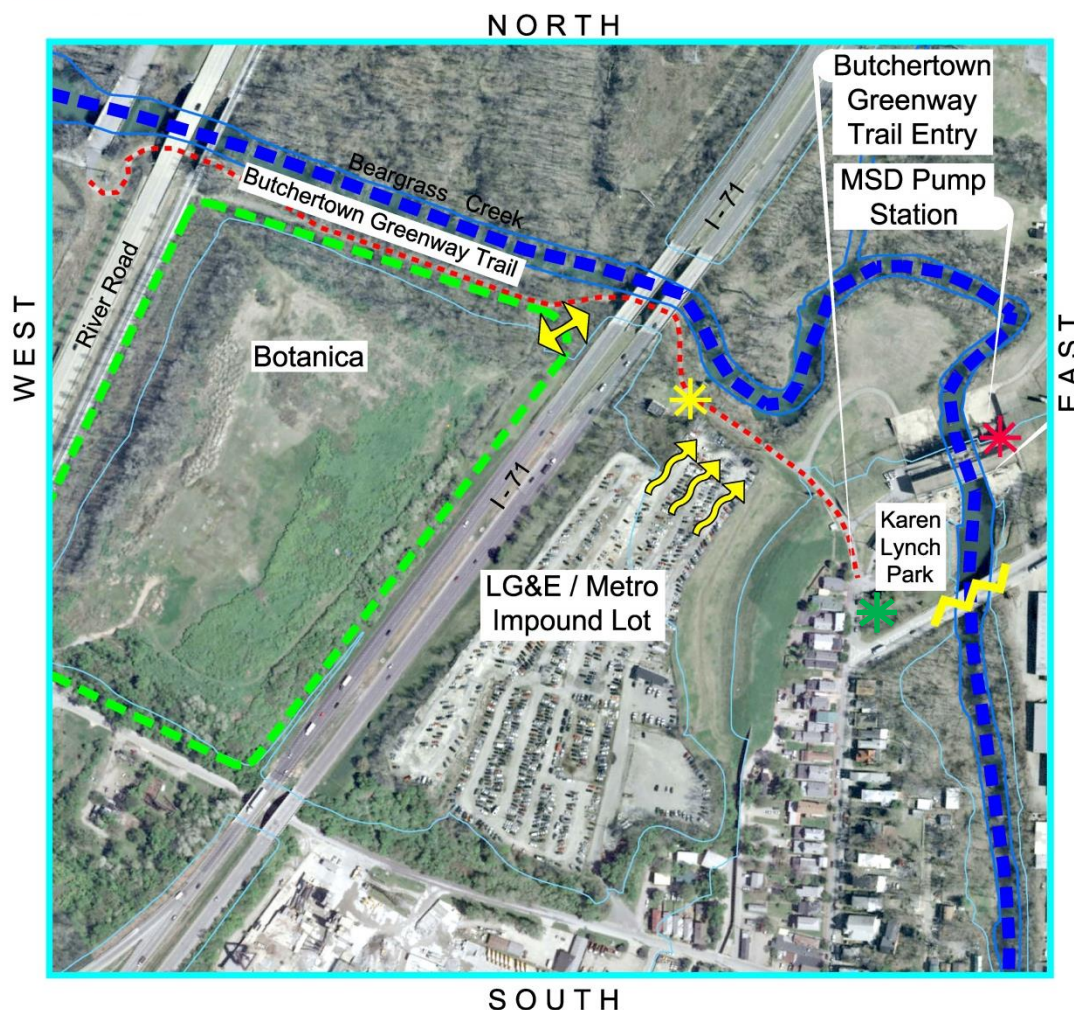 NORTH
Butchertown
Greenway
Trail Entry
MSD Pump
Station
I - 71
Beargrass
Creek
Butchertown Greenway Trail
River Road
WEST
EAST
Botanica
I - 71
Karen
Lynch
Park
LG&E / Metro
Impound Lot
SOUTH